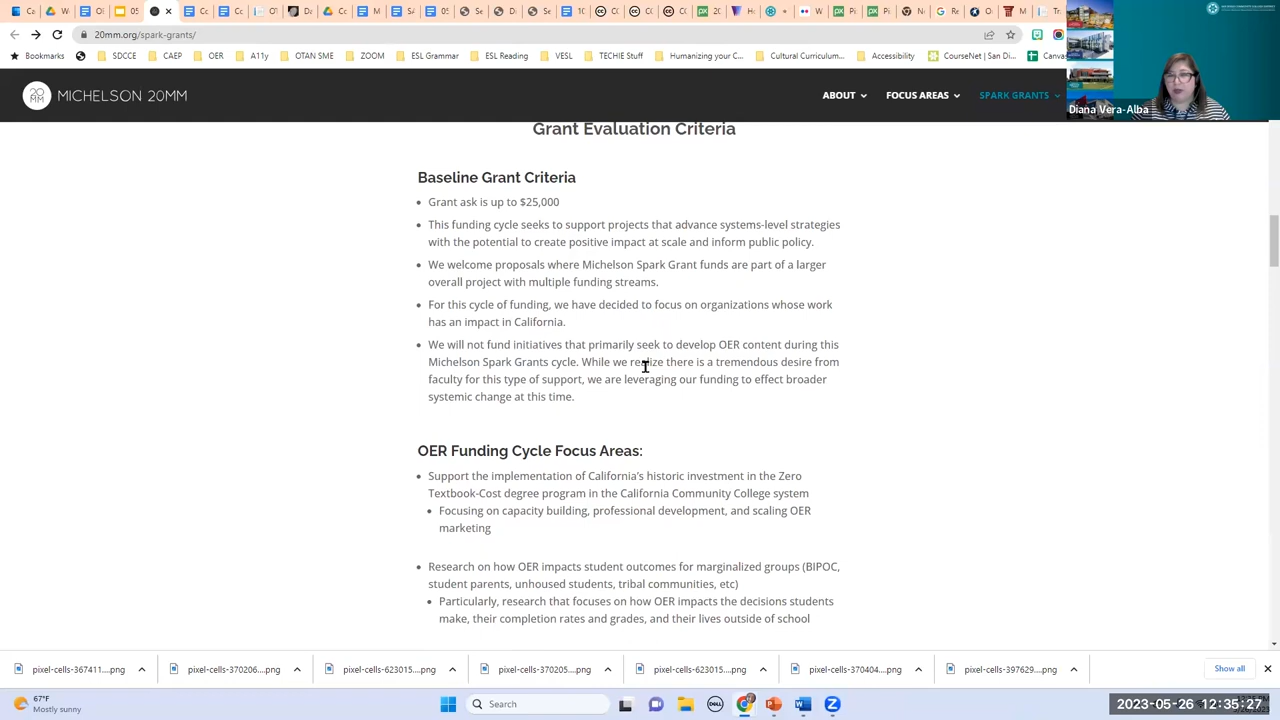 20mm.org/spark-grants/
Bookmarks SDCCE CAEP OER A11y OTAN SME ESL Grammar ESL Reading VESL TECHIE Stuff Humanizing your C... Cultural Curriculum... Accessibility CourseNet | San Di... Canvas
MICHELSON 20MM ABOUT FOCUS AREAS SPARK GRANTS
Diana Vera-Alba
Grant Evaluation Criteria
Baseline Grant Criteria
Grant ask is up to $25,000
This funding cycle seeks to support projects that advance systems-level strategies
with the potential to create positive impact at scale and inform public policy.
We welcome proposals where Michelson Spark Grant funds are part of a larger
overall project with multiple funding streams.
For this cycle of funding, we have decided to focus on organizations whose work
has an impact in California.
We will not fund initiatives that primarily seek to develop OER content during this
Michelson Spark Grants cycle. While we realize there is a tremendous desire from
faculty for this type of support, we are leveraging our funding to effect broader
systemic change at this time.
OER Funding Cycle Focus Areas:
Support the implementation of California's historic investment in the Zero
Textbook-Cost degree program in the California Community College system
Focusing on capacity building, professional development, and scaling OER
marketing
Research on how OER impacts student outcomes for marginalized groups (BIPOC,
student parents, unhoused students, tribal communities, etc)
Particularly, research that focuses on how OER impacts the decisions students
make, their completion rates and grades, and their lives outside of school
pixel-cells-367411....png pixel-cells-370206....png pixel-cells-623015....png pixel-cells-370205....png pixel-cells-623015....png pixel-cells-370404....png pixel-cells-397629....png Show all
67°F
Mostly sunny
Search
2023-05-26 12:35:27